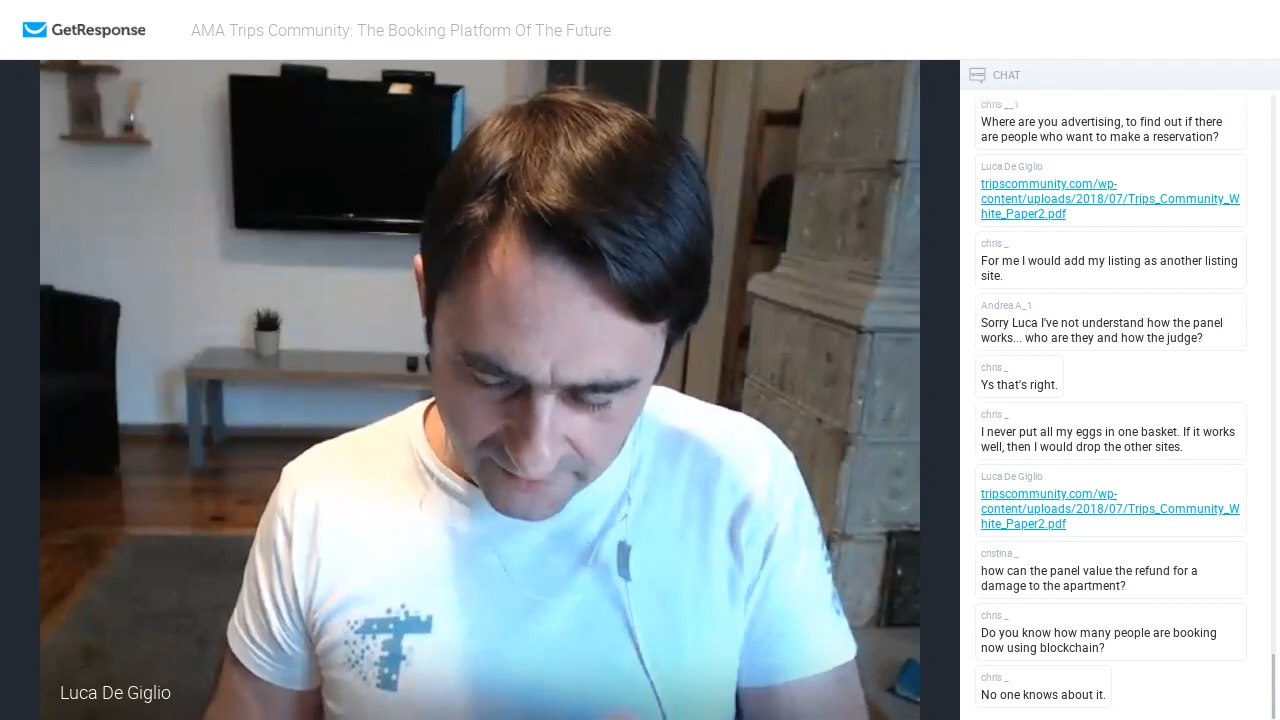 GetResponse
AMA Trips Community: The Booking Platform Of The Future
CHAT
chris __1
Where are you advertising, to find out if there
are people who want to make a reservation?
Luca De Giglio
tripscommunity.com/wp-
content/uploads/2018/07/Trips_Community_W
hite_Paper2.pdf
chris _
For me I would add my listing as another listing
site.
Andrea A_1
Sorry Luca I've not understand how the panel
works... who are they and how the judge?
chris _
Ys that's right.
chris _
I never put all my eggs in one basket. If it works
well, then I would drop the other sites.
Luca De Giglio
tripscommunity.com/wp-
content/uploads/2018/07/Trips_Community_W
hite_Paper2.pdf
cristina _
how can the panel value the refund for a
damage to the apartment?
chris _
Do you know how many people are booking
now using blockchain?
chris _
No one knows about it.
T
Luca De Giglio